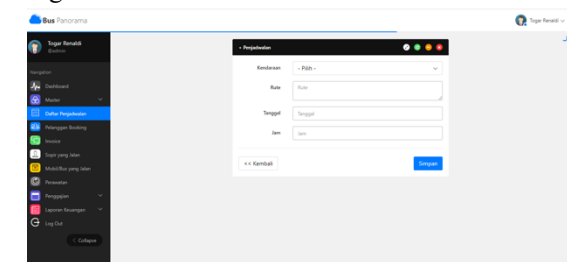 Bus Panorama
Togar Renaldi
Togar Renaldi
@admin
Navigation
Dashboard
Master
Daftar Penjadwalan
Pelanggan Booking
Invoice
Supir yang Jalan
Mobil/Bus yang Jalan
Perawatan
Penggajian
Laporan Keuangan
Log Out
< Collapse
• Penjadwalan
Kendaraan
- Pilih -
Rute
Rute
Tanggal
Tanggal
Jam
Jam
<< Kembali
Simpan